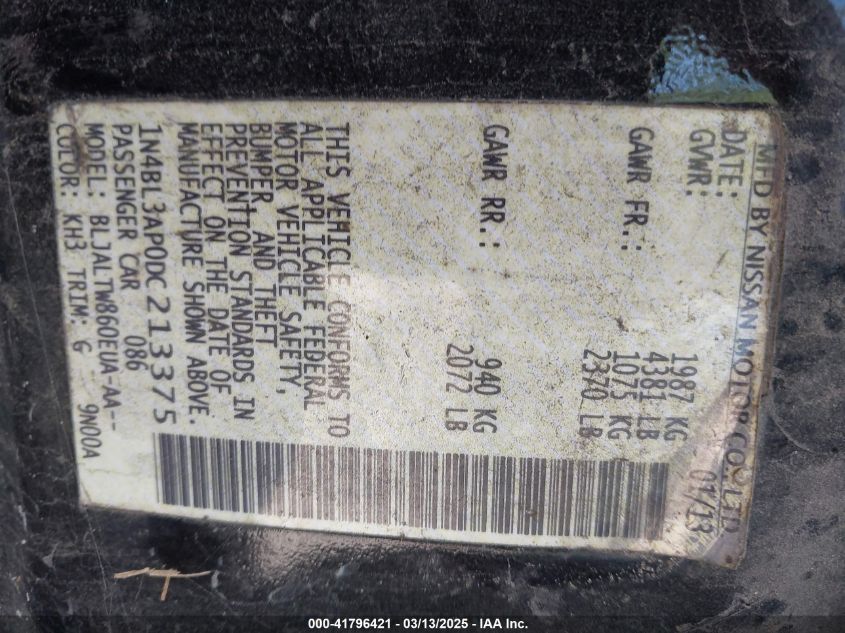 MFD BY NISSAN MOTOR CO., LTD.
DATE: 01/13
GVWR: 1987 KG
4381 LB
GAWR FR.: 1075 KG
2370 LB
GAWR RR.: 940 KG
2072 LB
THIS VEHICLE CONFORMS TO
ALL APPLICABLE FEDERAL
MOTOR VEHICLE SAFETY,
BUMPER, AND THEFT
PREVENTION STANDARDS IN
EFFECT ON THE DATE OF
MANUFACTURE SHOWN ABOVE.
1N4BL3AP0DC213375
PASSENGER CAR 086
MODEL: BLJALTW860EUA-AA--
COLOR: KH3 TRIM: G 9N00A
000-41796421 - 03/13/2025 - IAA Inc.